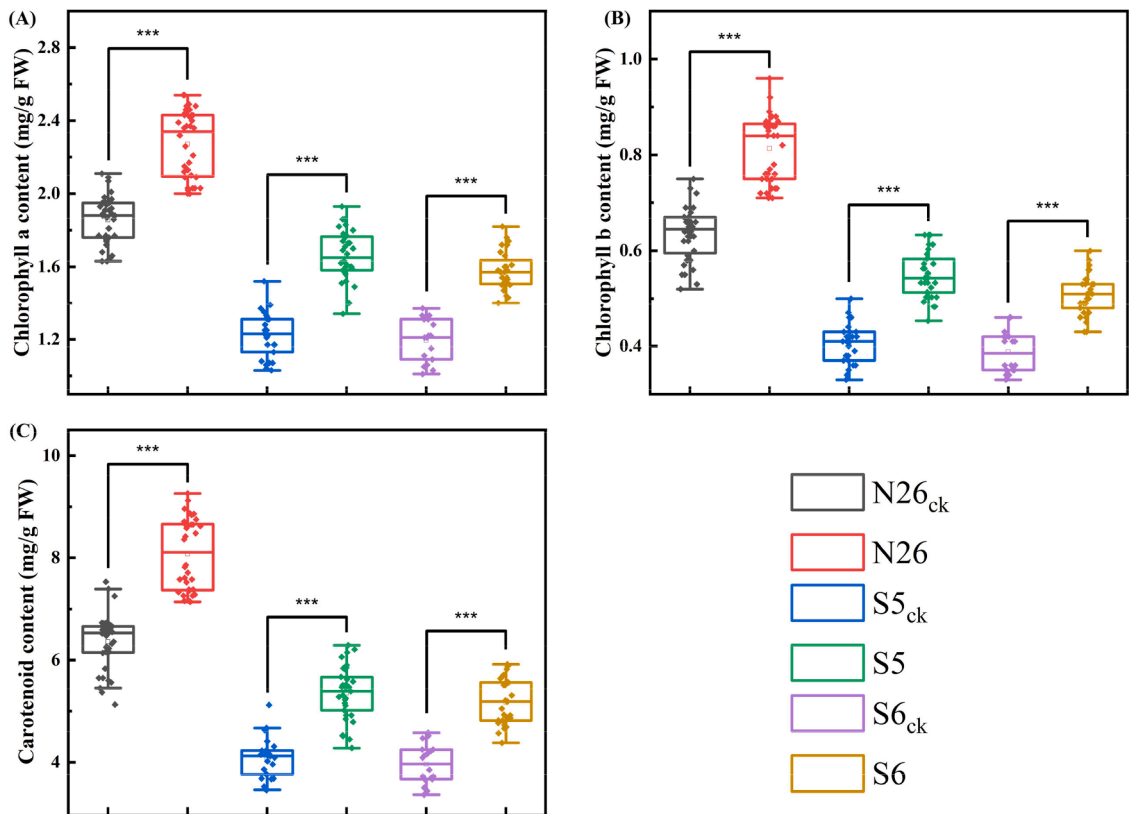 (A)
Chlorophyll a content (mg/g FW)
2.8
2.4
2.0
1.6
1.2
***
***
***
(B)
Chlorophyll b content (mg/g FW)
1.0
0.8
0.6
0.4
***
***
***
(C)
Carotenoid content (mg/g FW)
10
8
6
4
***
***
***
N26ck
N26
S5ck
S5
S6ck
S6